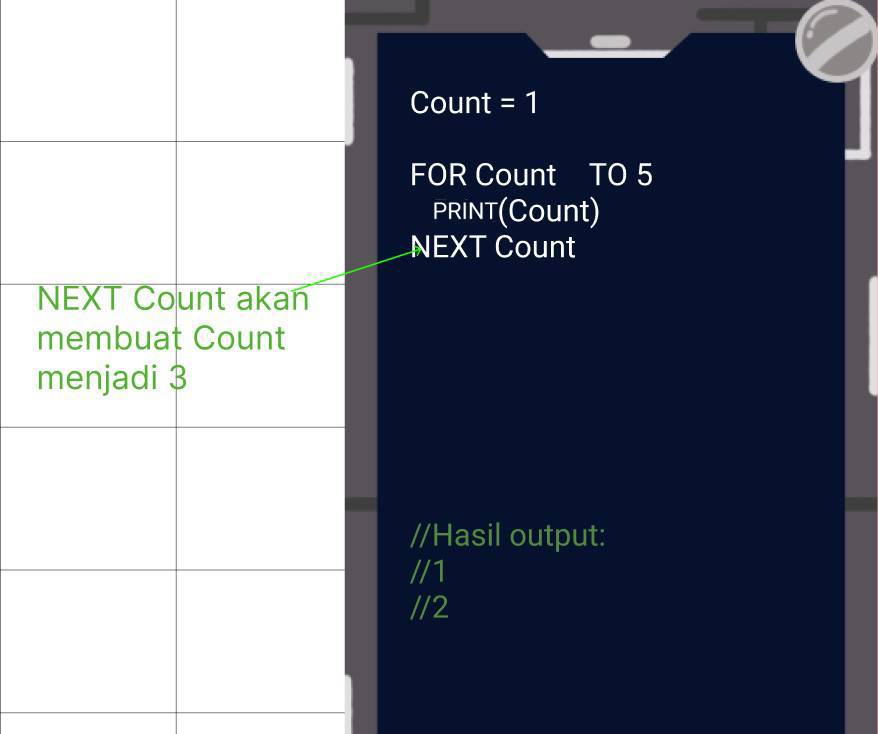 Count = 1
FOR Count TO 5
PRINT(Count)
NEXT Count
NEXT Count akan
membuat Count
menjadi 3
//Hasil output:
//1
//2